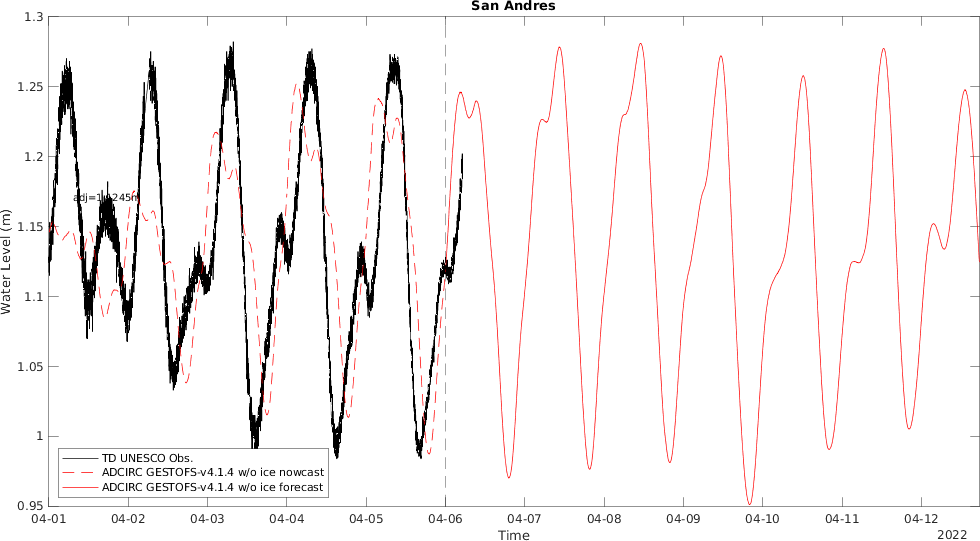 San Andres
1.3
1.25
1.2
1.15
1.1
1.05
1
0.95
Water Level (m)
TD UNESCO Obs.
ADCIRC GESTOFS-v4.1.4 w/o ice nowcast
ADCIRC GESTOFS-v4.1.4 w/o ice forecast
04-01 04-02 04-03 04-04 04-05 04-06 04-07 04-08 04-09 04-10 04-11 04-12
Time
2022